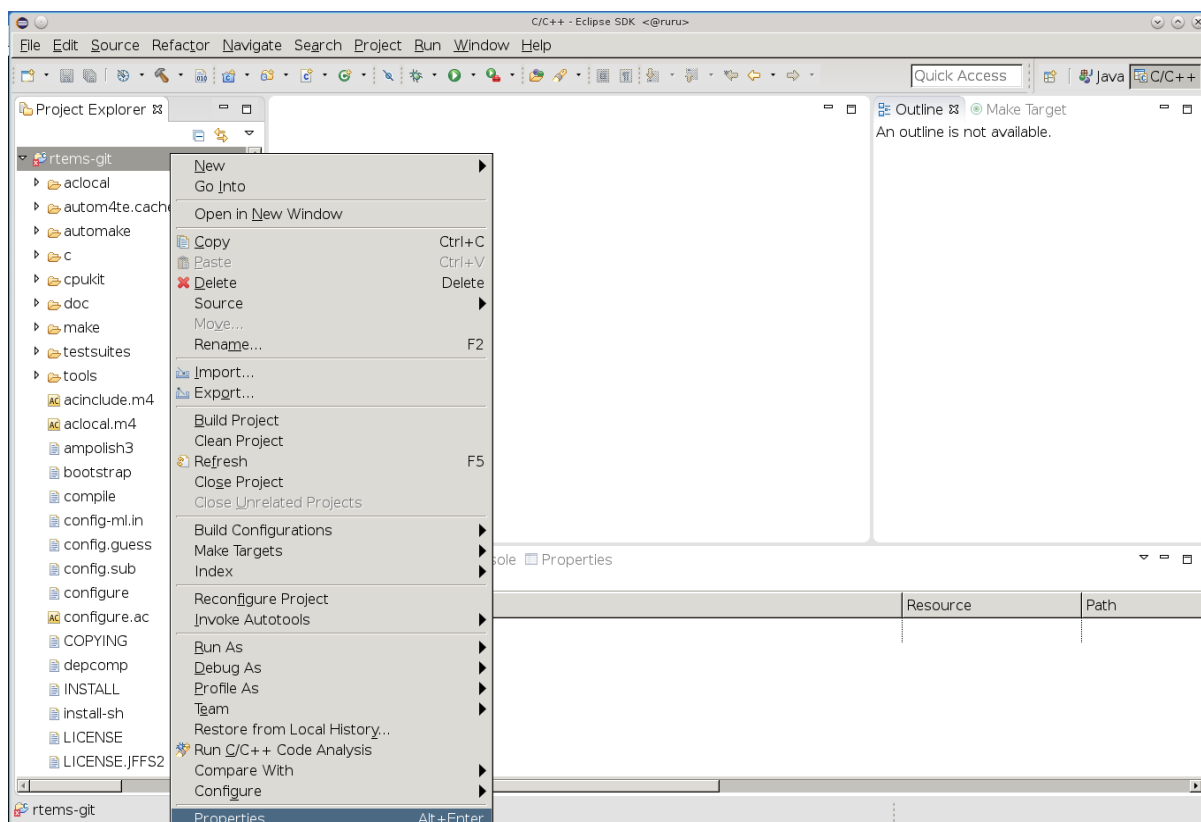 C/C++ - Eclipse SDK <@ruru>
File Edit Source Refactor Navigate Search Project Run Window Help
Quick Access
Java
C/C++
Project Explorer
rtems-git
aclocal
autom4te.cache
automake
c
cpukit
doc
make
testsuites
tools
acinclude.m4
aclocal.m4
ampolish3
bootstrap
compile
config-ml.in
config.guess
config.sub
configure
configure.ac
COPYING
depcomp
INSTALL
install-sh
LICENSE
LICENSE.JFFS2
New
Go Into
Open in New Window
Copy Ctrl+C
Paste Ctrl+V
Delete Delete
Source
Move...
Rename... F2
Import...
Export...
Build Project
Clean Project
Refresh F5
Close Project
Close Unrelated Projects
Build Configurations
Make Targets
Index
Reconfigure Project
Invoke Autotools
Run As
Debug As
Profile As
Team
Restore from Local History...
Run C/C++ Code Analysis
Compare With
Configure
Properties Alt+Enter
Outline Make Target
An outline is not available.
sole Properties
Resource Path
rtems-git